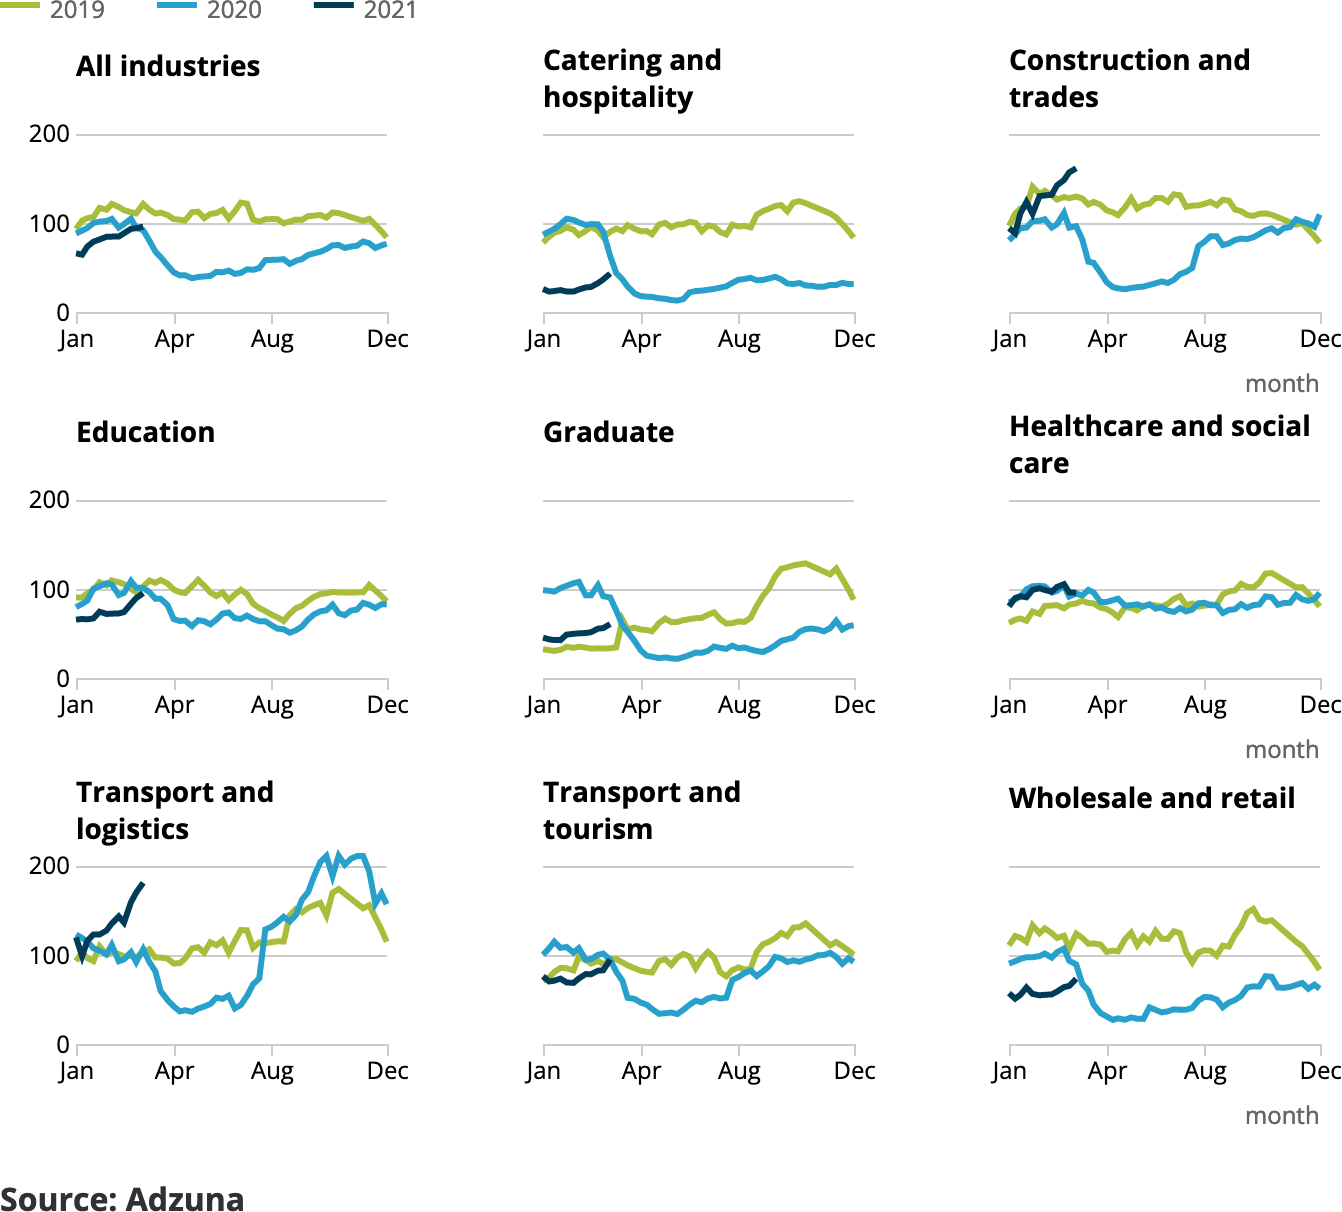 2019 2020 2021
All industries
Catering and
hospitality
Construction and
trades
200
100
0
Jan Apr Aug Dec
Jan Apr Aug Dec
Jan Apr Aug Dec
month
Education
Graduate
Healthcare and social
care
200
100
0
Jan Apr Aug Dec
Jan Apr Aug Dec
Jan Apr Aug Dec
month
Transport and
logistics
Transport and
tourism
Wholesale and retail
200
100
0
Jan Apr Aug Dec
Jan Apr Aug Dec
Jan Apr Aug Dec
month
Source: Adzuna